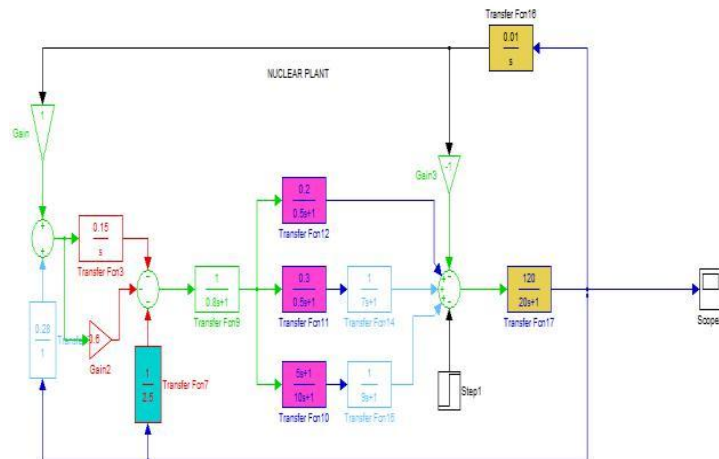 Transfer Fcn16
0.01
s
NUCLEAR PLANT
1
Gain
-1
Gain3
0.2
0.5s+1
Transfer Fcn12
0.15
s
Transfer Fcn3
1
0.8s+1
Transfer Fcn9
0.3
0.5s+1
Transfer Fcn11
1
7s+1
Transfer Fcn14
120
20s+1
Transfer Fcn17
Scope
0.28
1
0.6
Gain2
1
2.5
Transfer Fcn7
5s+1
10s+1
Transfer Fcn10
1
9s+1
Transfer Fcn15
Step1